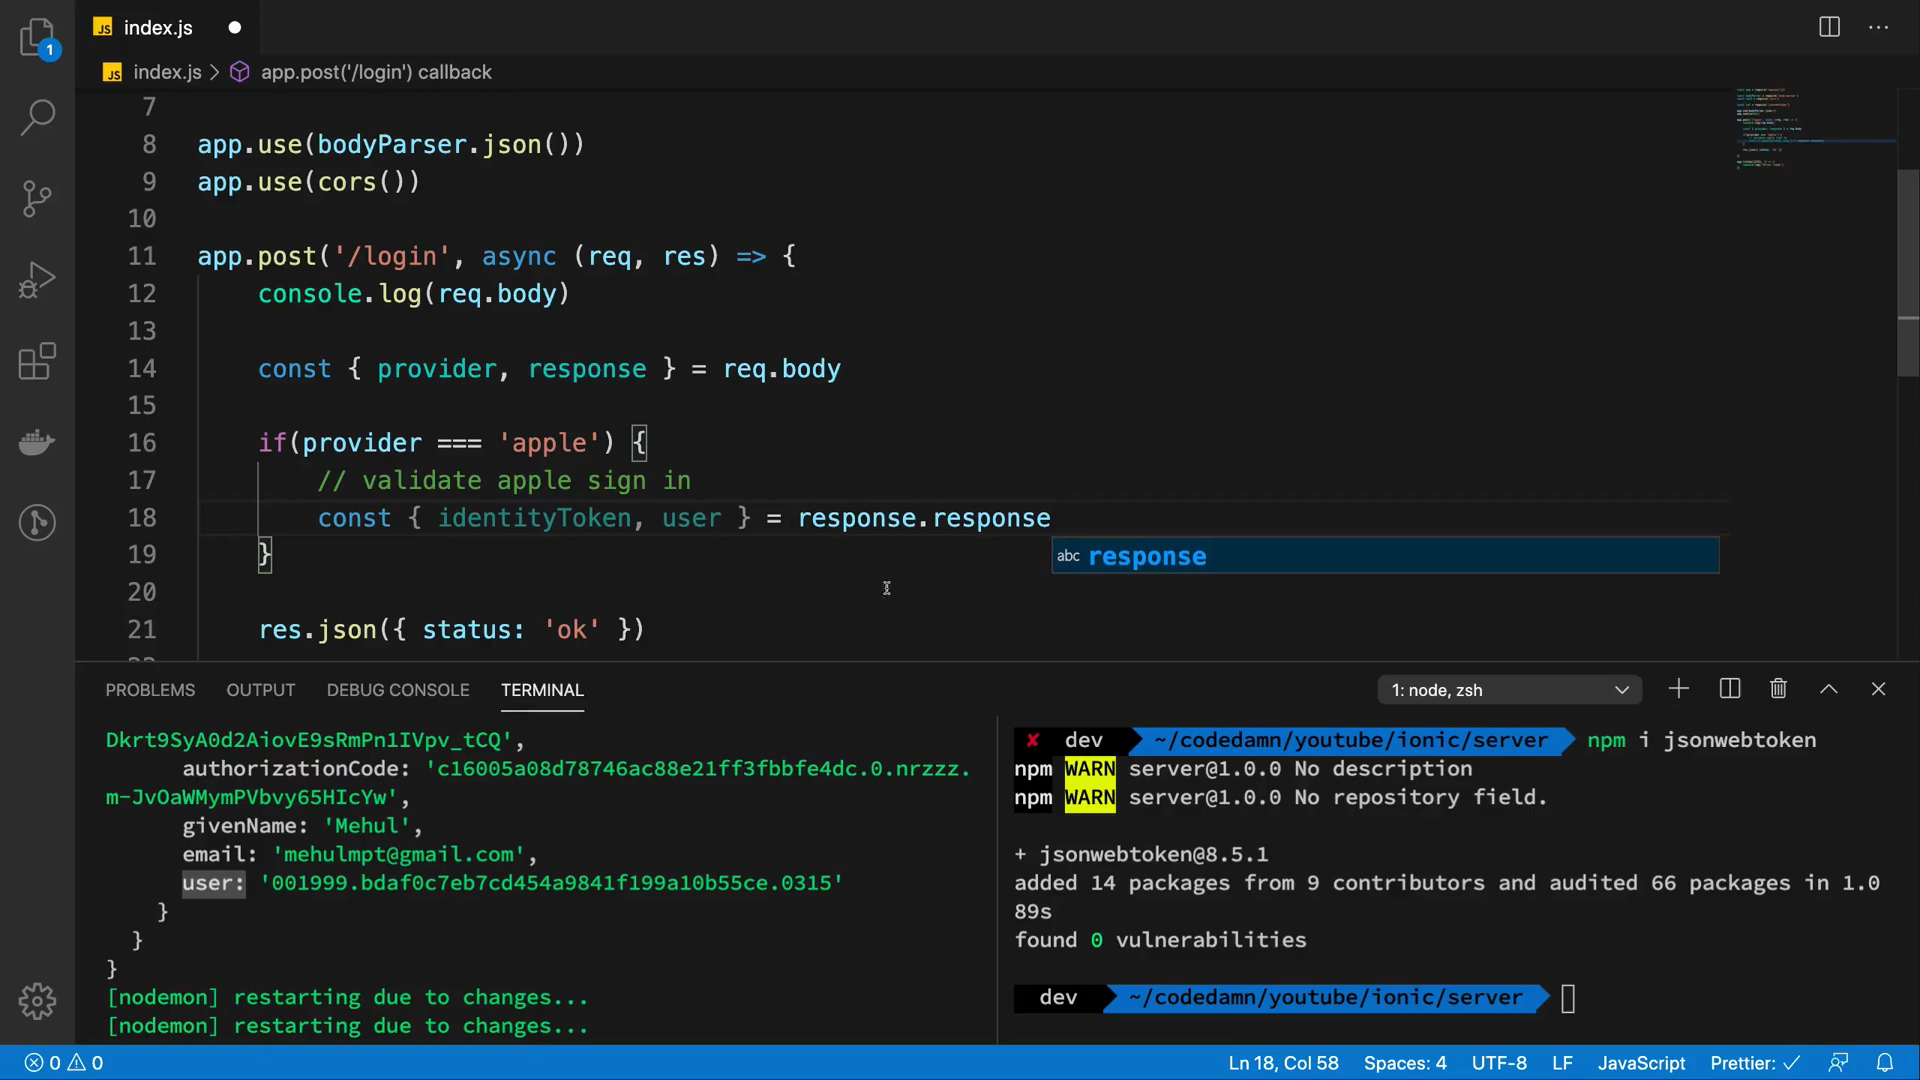 1
JS index.js
JS index.js > app.post('/login') callback
7
8 app.use(bodyParser.json())
9 app.use(cors())
10
11 app.post('/login', async (req, res) => {
12 console.log(req.body)
13
14 const { provider, response } = req.body
15
16 if(provider === 'apple') {
17 // validate apple sign in
18 const { identityToken, user } = response.response
abc response
19 }
20
21 res.json({ status: 'ok' })
PROBLEMS OUTPUT DEBUG CONSOLE TERMINAL 1: node, zsh
Dkrt9SyA0d2AiovE9sRmPn1IVpv_tCQ',
authorizationCode: 'c16005a08d78746ac88e21ff3fbbfe4dc.0.nrzzz.
m-JvOaWMymPVbvy65HIcYw',
givenName: 'Mehul',
email: 'mehulmpt@gmail.com',
user: '001999.bdaf0c7eb7cd454a9841f199a10b55ce.0315'
}
}
}
[nodemon] restarting due to changes...
[nodemon] restarting due to changes...
✘ dev ~/codedamn/youtube/ionic/server npm i jsonwebtoken
npm WARN server@1.0.0 No description
npm WARN server@1.0.0 No repository field.
+ jsonwebtoken@8.5.1
added 14 packages from 9 contributors and audited 66 packages in 1.0
89s
found 0 vulnerabilities
dev ~/codedamn/youtube/ionic/server
0 0 Ln 18, Col 58 Spaces: 4 UTF-8 LF JavaScript Prettier: ✓